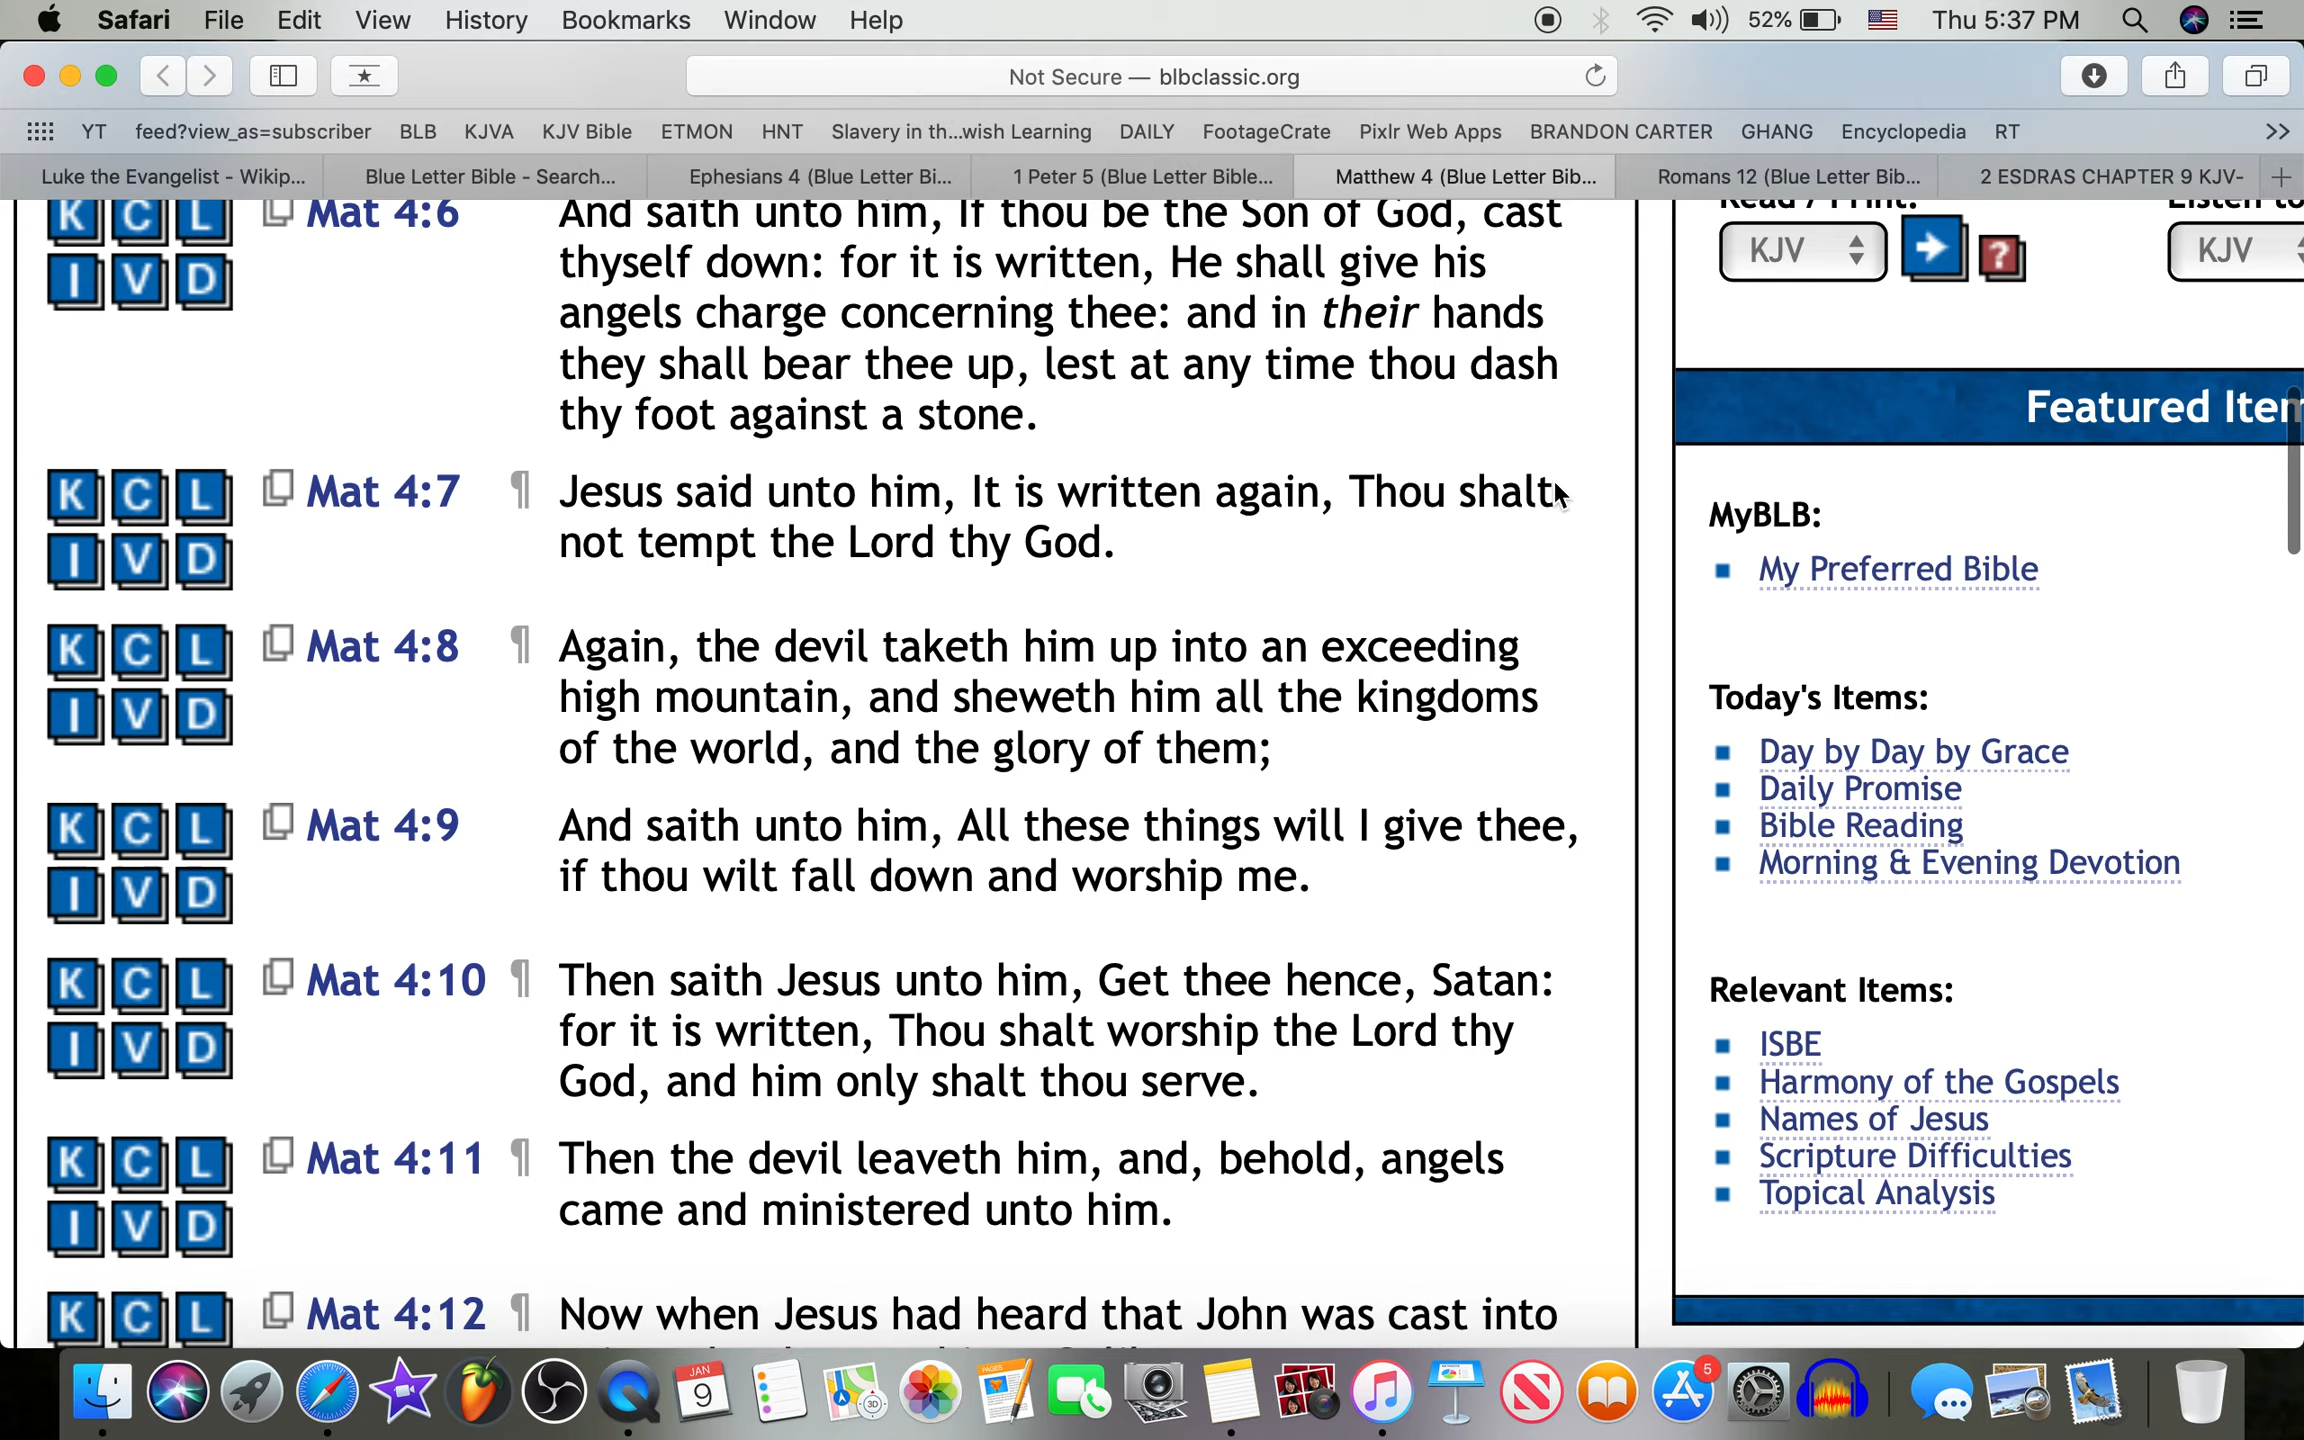 Safari File Edit View History Bookmarks Window Help 52% Thu 5:37 PM
Not Secure — blbclassic.org
YT feed?view_as=subscriber BLB KJVA KJV Bible ETMON HNT Slavery in th...wish Learning DAILY FootageCrate Pixlr Web Apps BRANDON CARTER GHANG Encyclopedia RT >>
Luke the Evangelist - Wikip... Blue Letter Bible - Search... Ephesians 4 (Blue Letter Bi... 1 Peter 5 (Blue Letter Bible... Matthew 4 (Blue Letter Bib... Romans 12 (Blue Letter Bib... 2 ESDRAS CHAPTER 9 KJV-
K C L Mat 4:6 And saith unto him, If thou be the Son of God, cast
I V D thyself down: for it is written, He shall give his
angels charge concerning thee: and in their hands
they shall bear thee up, lest at any time thou dash
thy foot against a stone.
K C L Mat 4:7 ¶ Jesus said unto him, It is written again, Thou shalt
I V D not tempt the Lord thy God.
K C L Mat 4:8 ¶ Again, the devil taketh him up into an exceeding
I V D high mountain, and sheweth him all the kingdoms
of the world, and the glory of them;
K C L Mat 4:9 And saith unto him, All these things will I give thee,
I V D if thou wilt fall down and worship me.
K C L Mat 4:10 ¶ Then saith Jesus unto him, Get thee hence, Satan:
I V D for it is written, Thou shalt worship the Lord thy
God, and him only shalt thou serve.
K C L Mat 4:11 ¶ Then the devil leaveth him, and, behold, angels
I V D came and ministered unto him.
K C L Mat 4:12 ¶ Now when Jesus had heard that John was cast into
Read / Print: Listen to
KJV ? KJV
Featured Item
MyBLB:
My Preferred Bible
Today's Items:
Day by Day by Grace
Daily Promise
Bible Reading
Morning & Evening Devotion
Relevant Items:
ISBE
Harmony of the Gospels
Names of Jesus
Scripture Difficulties
Topical Analysis
JAN
9
3D
PAGES
5